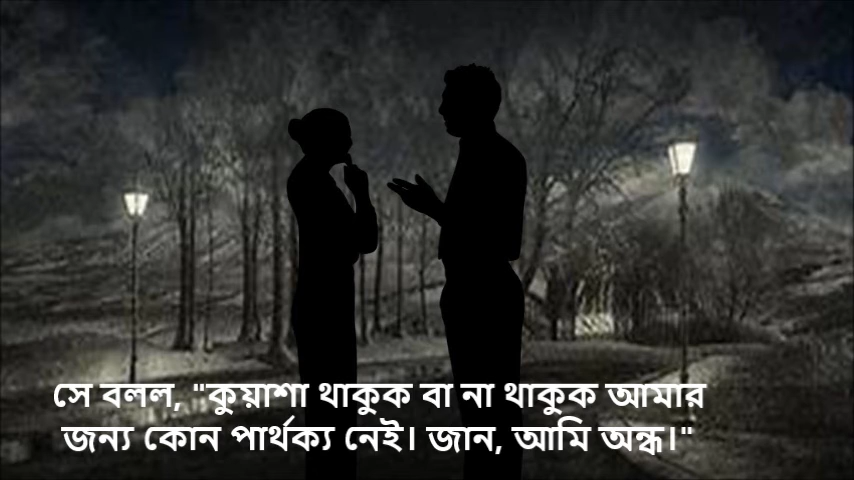 সে বলল, "কুয়াশা থাকুক বা না থাকুক আমার
জন্য কোন পার্থক্য নেই। জান, আমি অন্ধ।"